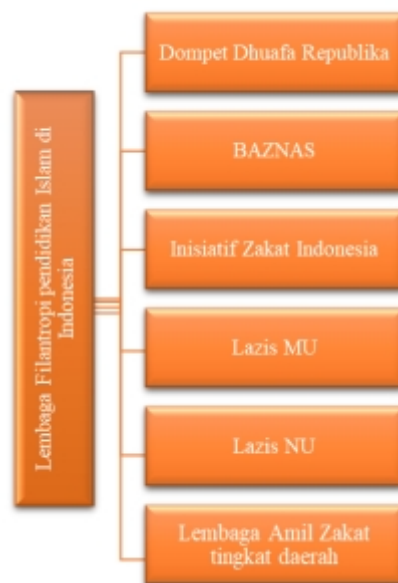 Lembaga Filantropi pendidikan Islam di
Indonesia
Dompet Dhuafa Republika
BAZNAS
Inisiatif Zakat Indonesia
Lazis MU
Lazis NU
Lembaga Amil Zakat
tingkat daerah